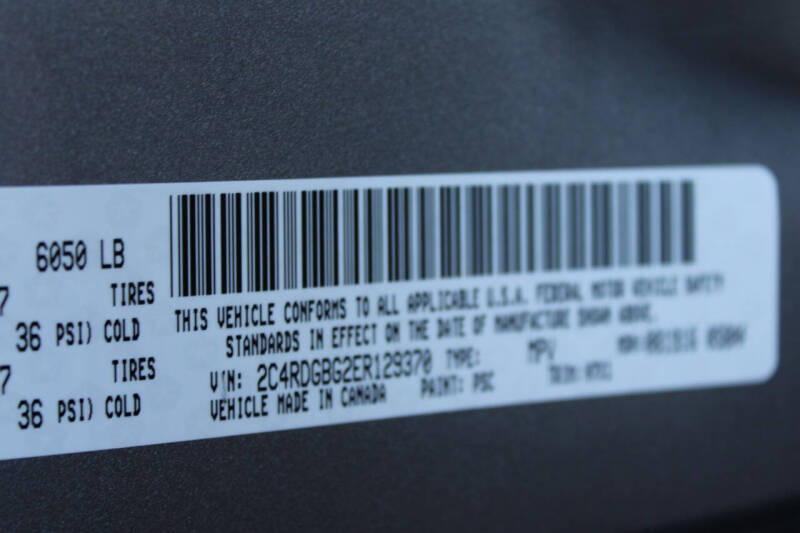 6050 LB
7 TIRES
36 PSI) COLD
7 TIRES
36 PSI) COLD
THIS VEHICLE CONFORMS TO ALL APPLICABLE U.S.A. FEDERAL MOTOR VEHICLE SAFETY
STANDARDS IN EFFECT ON THE DATE OF MANUFACTURE SHOWN ABOVE.
VIN: 2C4RDGBG2ER129370 TYPE: MPV
VEHICLE MADE IN CANADA PAINT: PSC